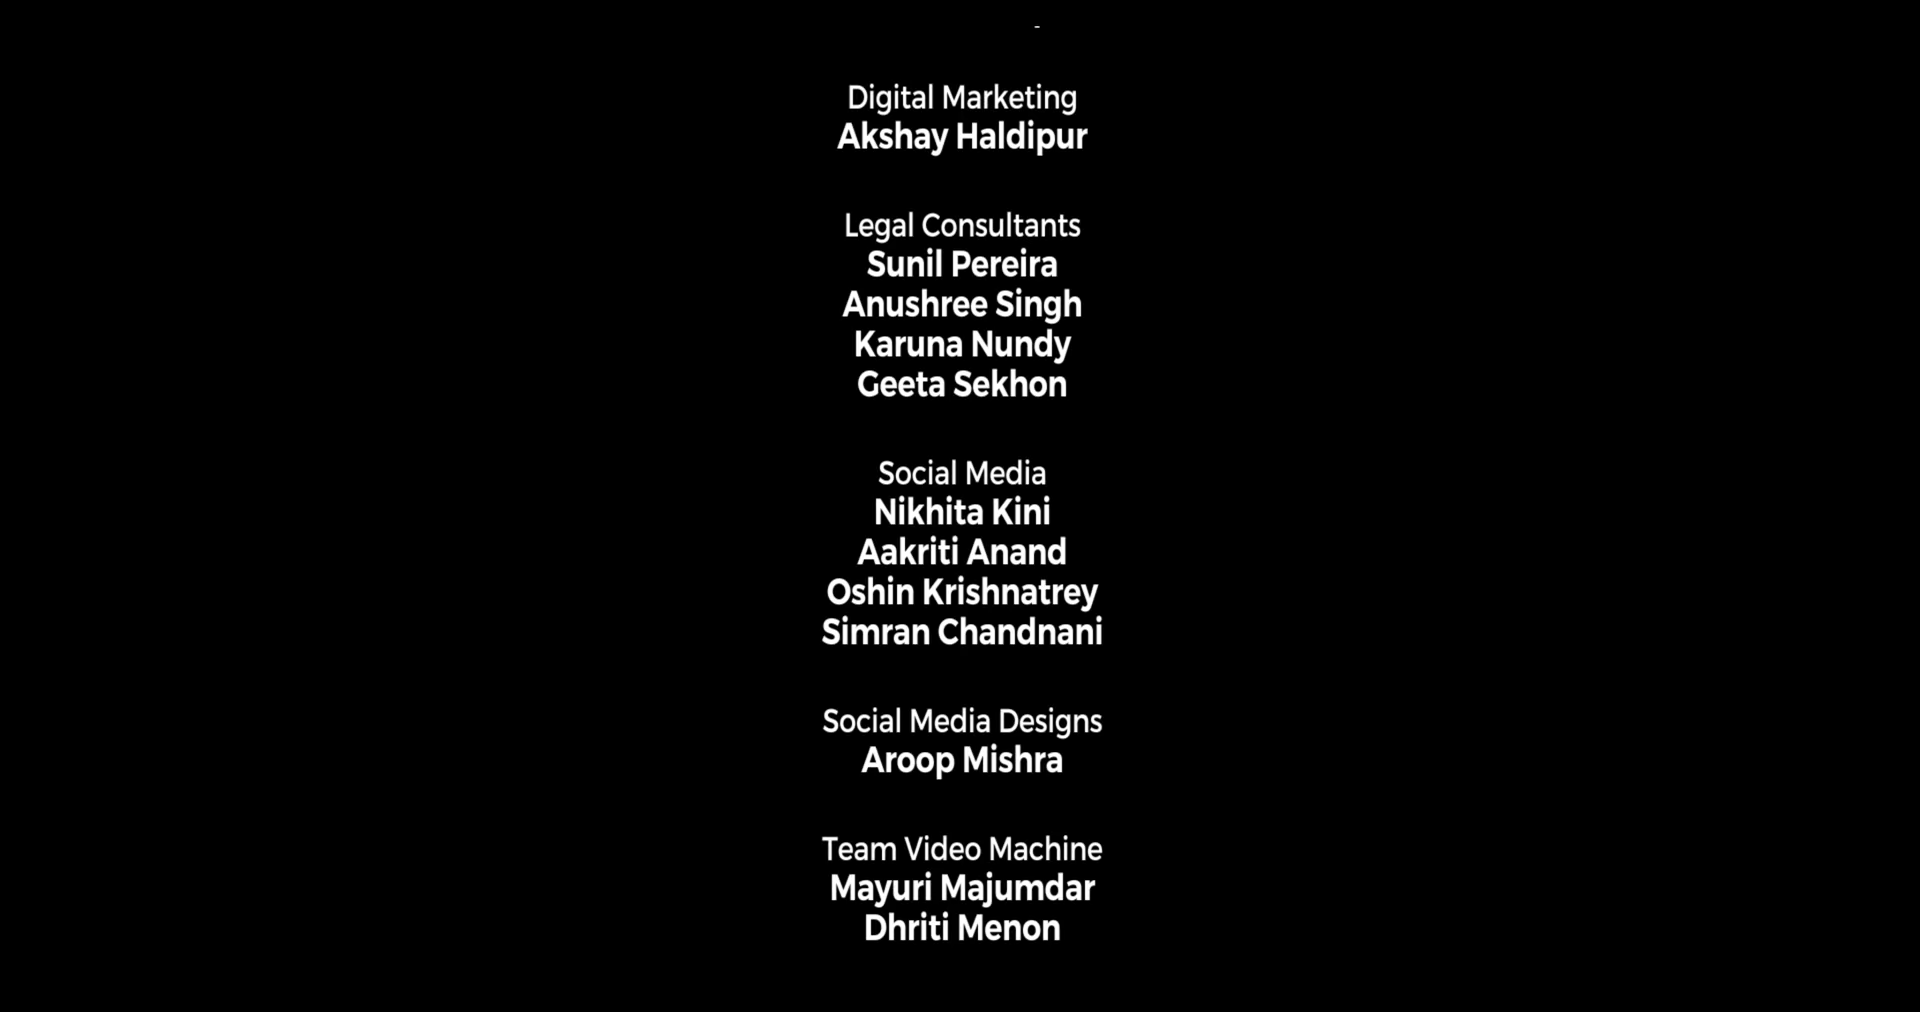 Digital Marketing
Akshay Haldipur
Legal Consultants
Sunil Pereira
Anushree Singh
Karuna Nundy
Geeta Sekhon
Social Media
Nikhita Kini
Aakriti Anand
Oshin Krishnatrey
Simran Chandnani
Social Media Designs
Aroop Mishra
Team Video Machine
Mayuri Majumdar
Dhriti Menon